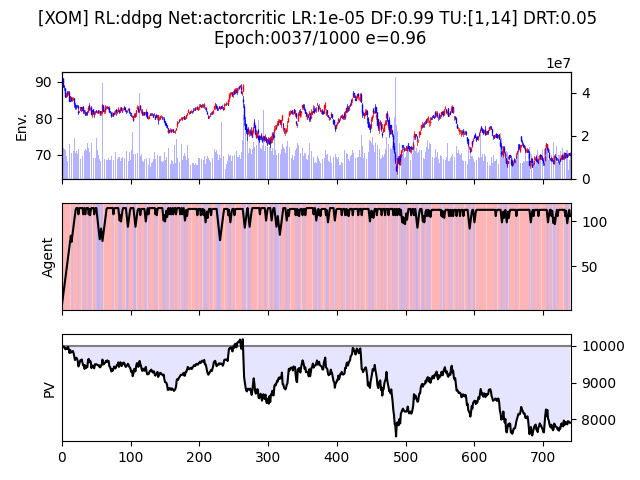 [XOM] RL:ddpg Net:actorcritic LR:1e-05 DF:0.99 TU:[1,14] DRT:0.05
Epoch:0037/1000 e=0.96
1e7
90
80
70
Env.
4
2
0
Agent
100
50
PV
10000
9000
8000
0 100 200 300 400 500 600 700